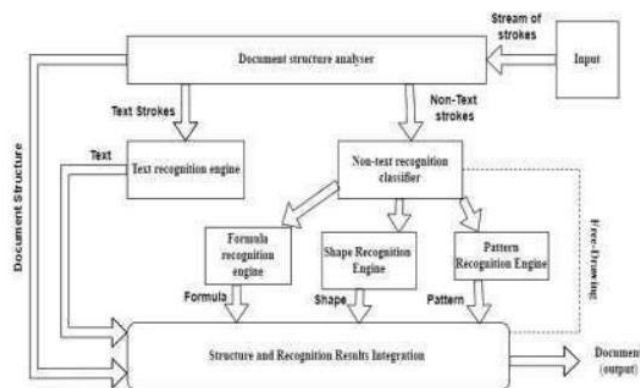 Stream of
strokes
Document structure analyser
Input
Text Strokes
Non-Text
strokes
Text
Text recognition engine
Non-text recognition
classifier
Document Structure
Free-Drawing
Formula
recognition
engine
Shape Recognition
Engine
Pattern
Recognition Engine
Formula
Shape
Pattern
Structure and Recognition Results Integration
Document
(output)